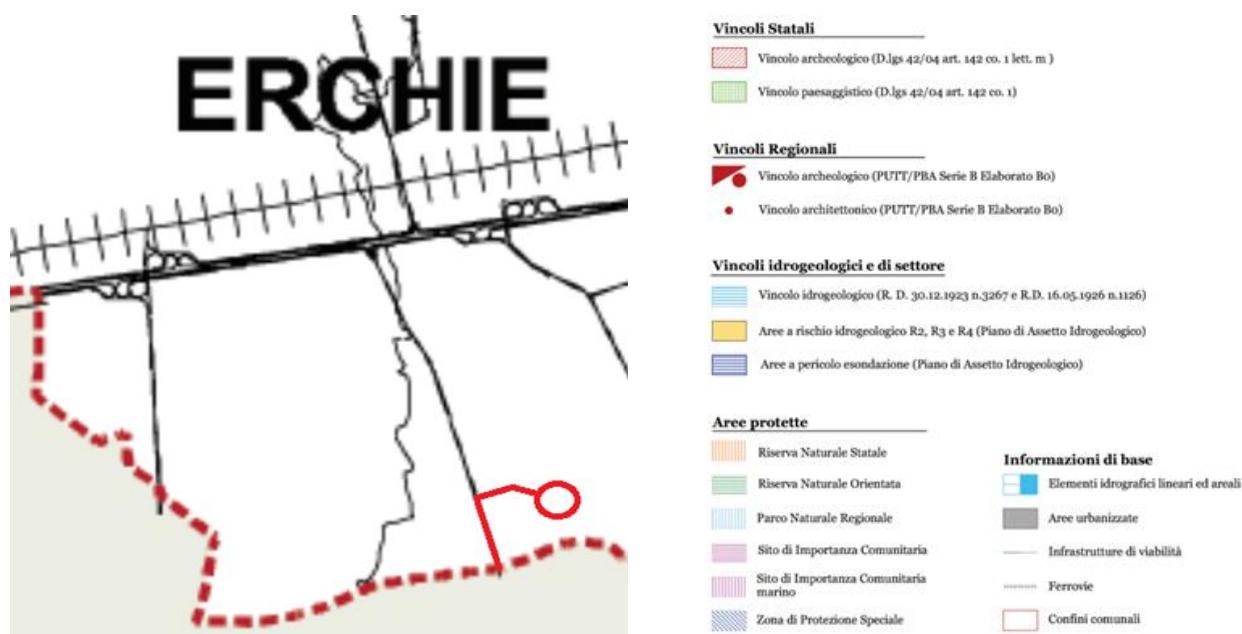 ERCHIE
Vincoli Statali
Vincolo archeologico (D.lgs 42/04 art. 142 co. 1 lett. m )
Vincolo paesaggistico (D.lgs 42/04 art. 142 co. 1)
Vincoli Regionali
Vincolo archeologico (PUTT/PBA Serie B Elaborato B0)
Vincolo architettonico (PUTT/PBA Serie B Elaborato B0)
Vincoli idrogeologici e di settore
Vincolo idrogeologico (R. D. 30.12.1923 n.3267 e R.D. 16.05.1926 n.1126)
Aree a rischio idrogeologico R2, R3 e R4 (Piano di Assetto Idrogeologico)
Aree a pericolo esondazione (Piano di Assetto Idrogeologico)
Aree protette
Riserva Naturale Statale
Riserva Naturale Orientata
Parco Naturale Regionale
Sito di Importanza Comunitaria
Sito di Importanza Comunitaria
marino
Zona di Protezione Speciale
Informazioni di base
Elementi idrografici lineari ed areali
Aree urbanizzate
Infrastrutture di viabilità
Ferrovie
Confini comunali